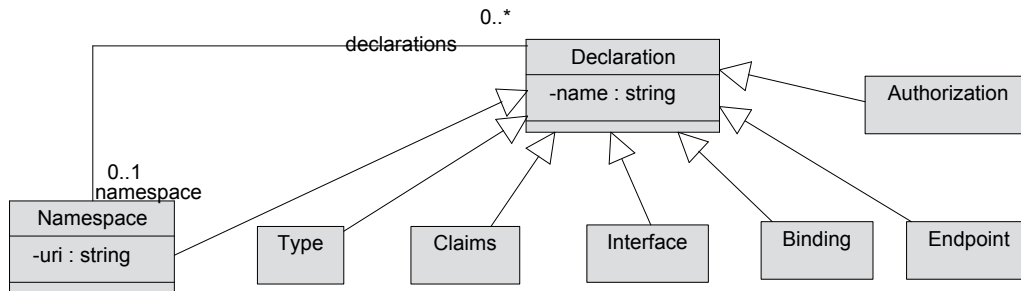 0..*
declarations
Declaration
-name : string
Authorization
0..1
namespace
Namespace
-uri : string
Type
Claims
Interface
Binding
Endpoint